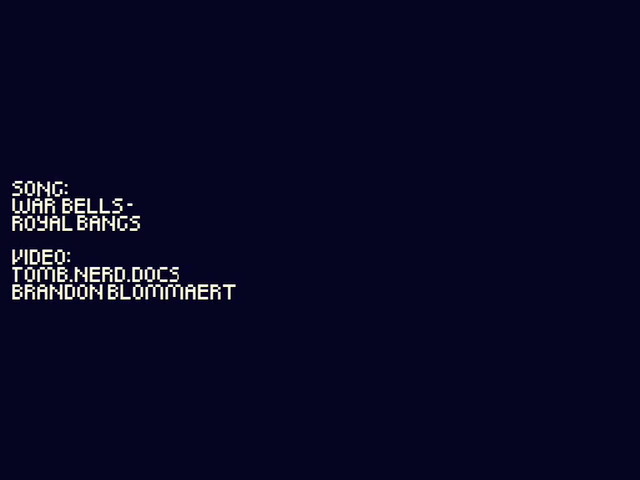 SONG:
WAR BELLS -
ROYAL BANGS
VIDEO:
TOMB.NERD.DOCS
BRANDON BLOMMAERT